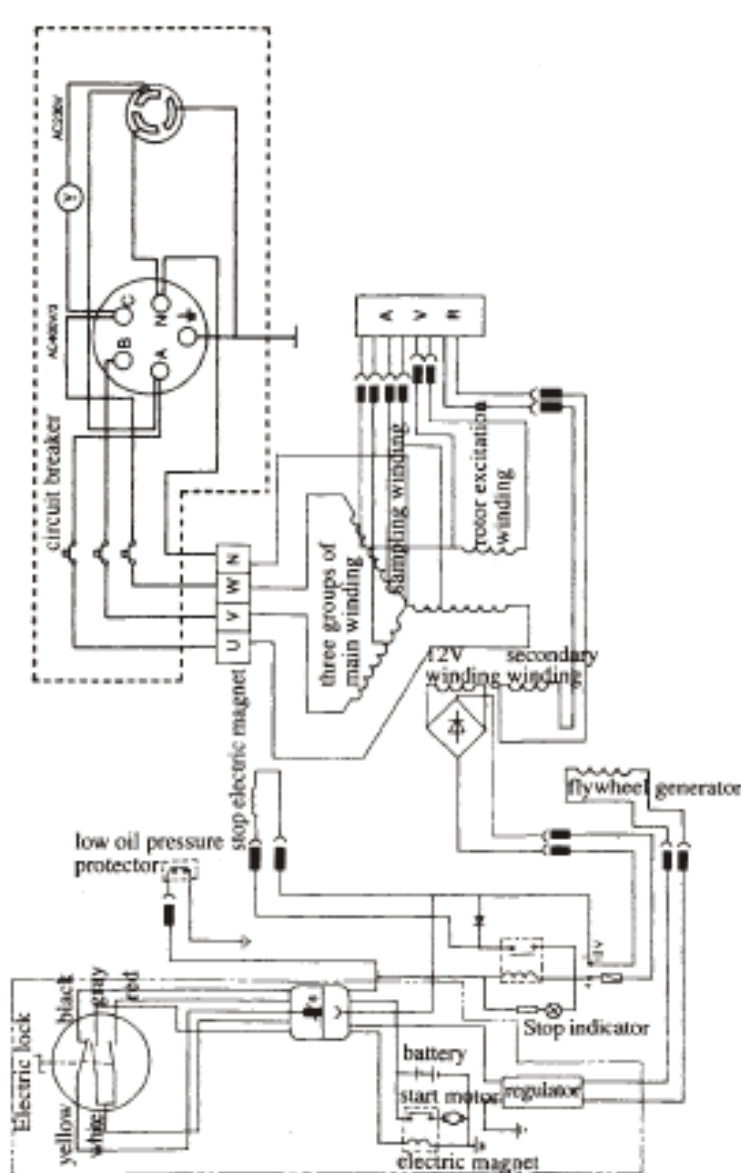 AC230V
Y
AC400V/3
C
B
N
A
circuit breaker
A V R
N
W
V
U
three groups of
main winding
sampling winding
rotor excitation
winding
12V
winding
secondary
winding
stop electric magnet
flywheel generator
low oil pressure
protector
12V
Stop indicator
black
gray
red
Electric lock
yellow
white
battery
start motor
regulator
electric magnet